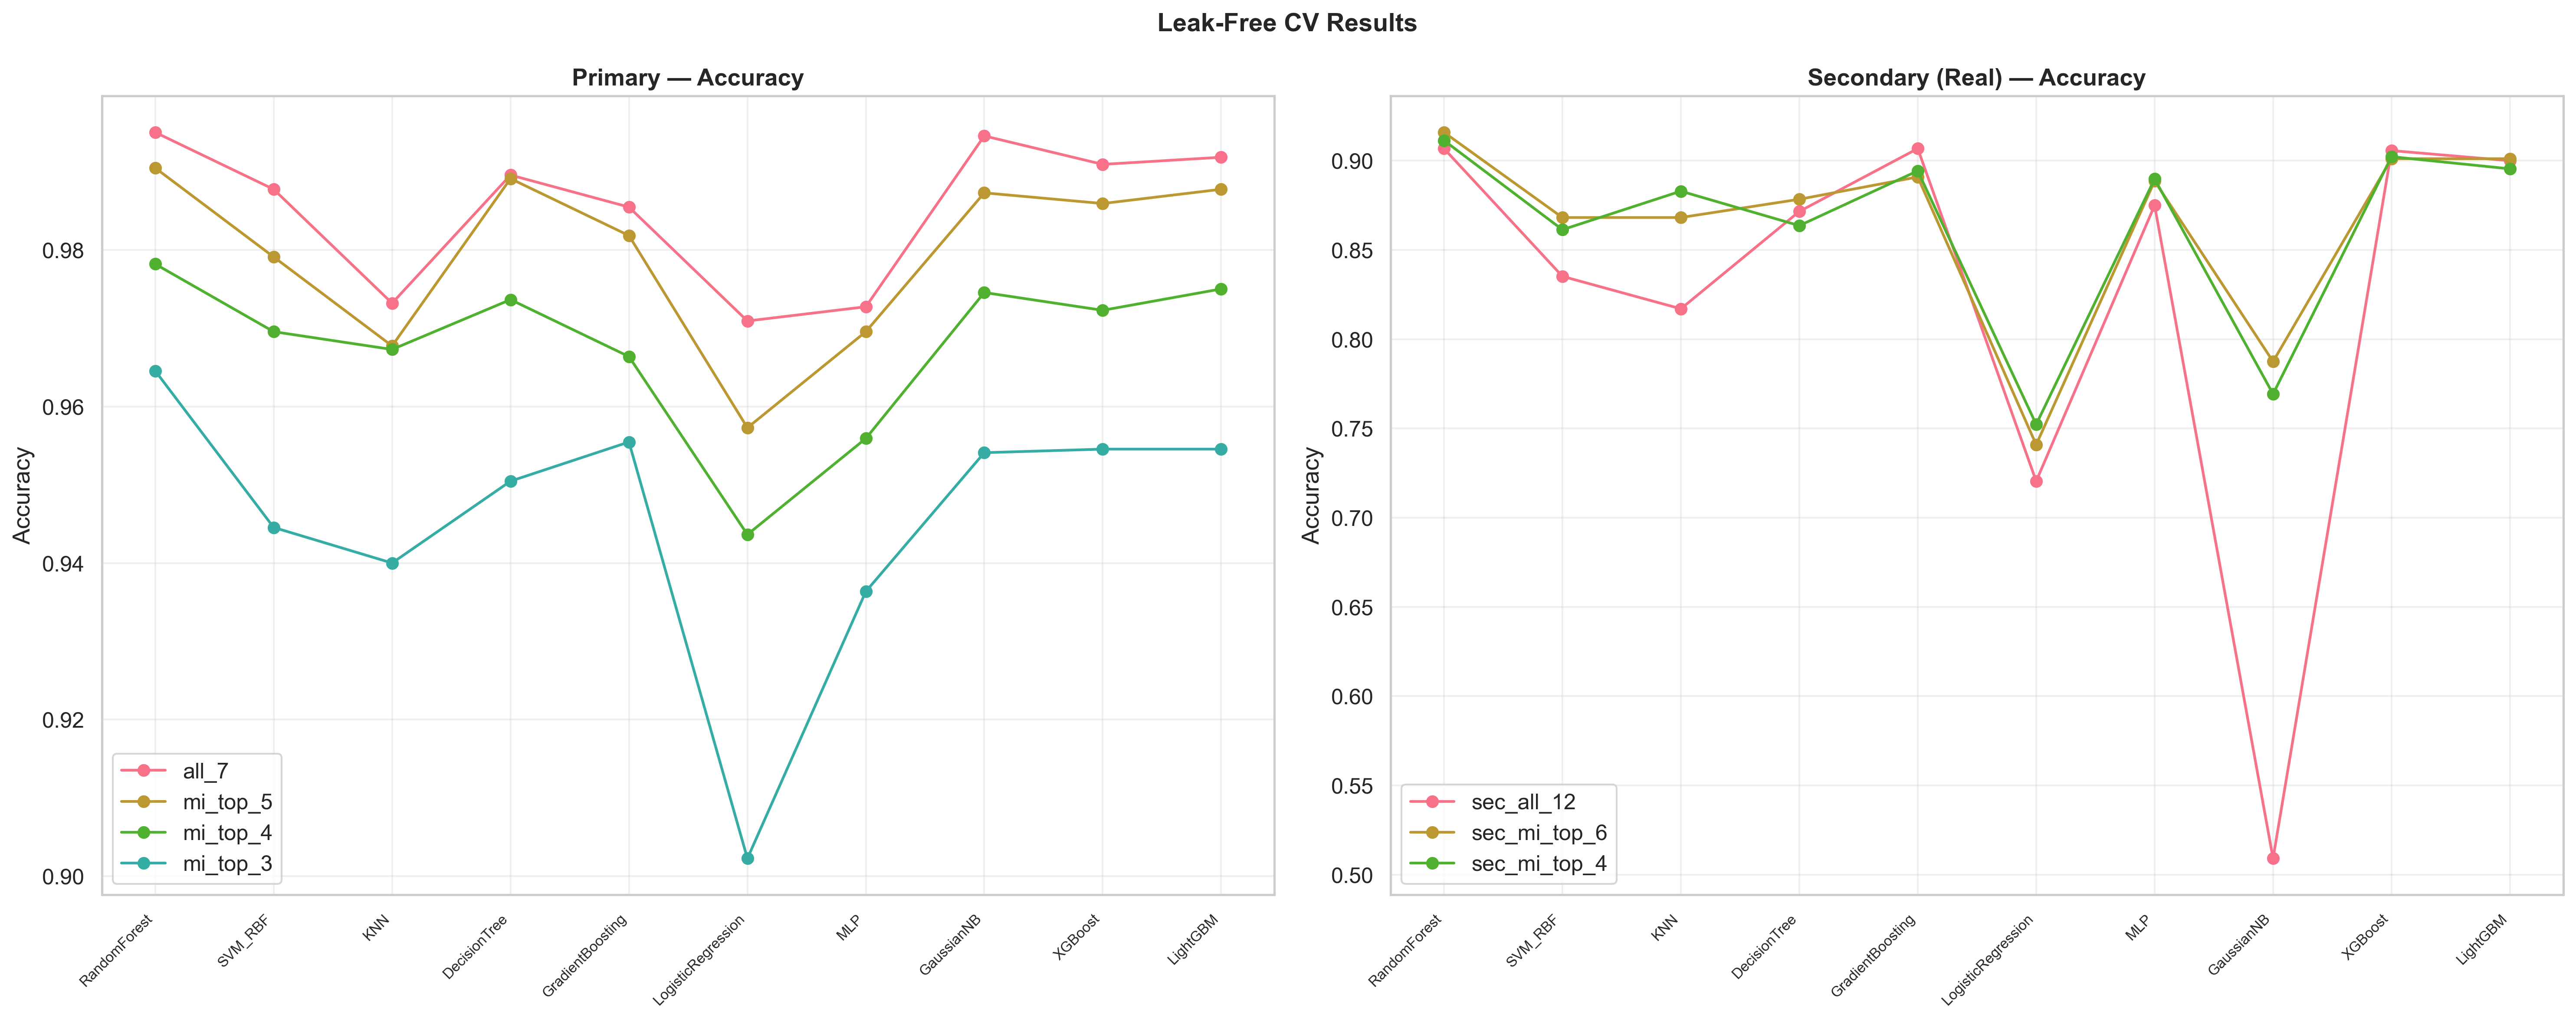 Leak-Free CV Results
Primary — Accuracy
Accuracy
0.98
0.96
0.94
0.92
0.90
all_7
mi_top_5
mi_top_4
mi_top_3
RandomForest
SVM_RBF
KNN
DecisionTree
GradientBoosting
LogisticRegression
MLP
GaussianNB
XGBoost
LightGBM
Secondary (Real) — Accuracy
Accuracy
0.90
0.85
0.80
0.75
0.70
0.65
0.60
0.55
0.50
sec_all_12
sec_mi_top_6
sec_mi_top_4
RandomForest
SVM_RBF
KNN
DecisionTree
GradientBoosting
LogisticRegression
MLP
GaussianNB
XGBoost
LightGBM